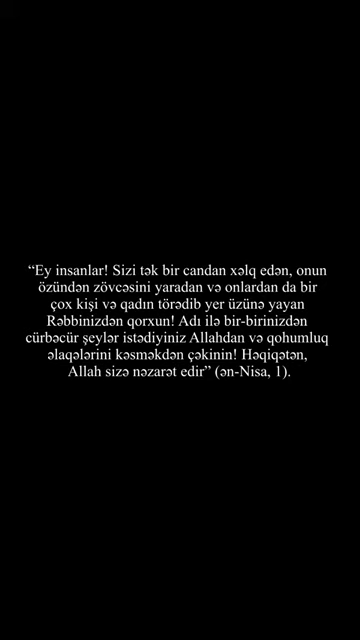 “Ey insanlar! Sizi tək bir candan xəlq edən, onun
özündən zövcəsini yaradan və onlardan da bir
çox kişi və qadın törədib yer üzünə yayan
Rəbbinizdən qorxun! Adı ilə bir-birinizdən
cürbəcür şeylər istədiyiniz Allahdan və qohumluq
əlaqələrini kəsməkdən çəkinin! Həqiqətən,
Allah sizə nəzarət edir” (ən-Nisa, 1).